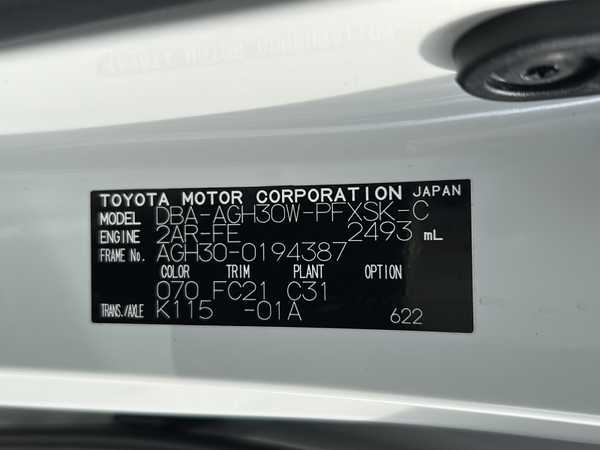 TOYOTA MOTOR CORPORATION JAPAN
MODEL DBA-AGH30W-PFXSK-C
ENGINE 2AR-FE 2493 mL
FRAME No. AGH30-0194387
COLOR TRIM PLANT OPTION
070 FC21 C31
TRANS./AXLE K115 -01A 622